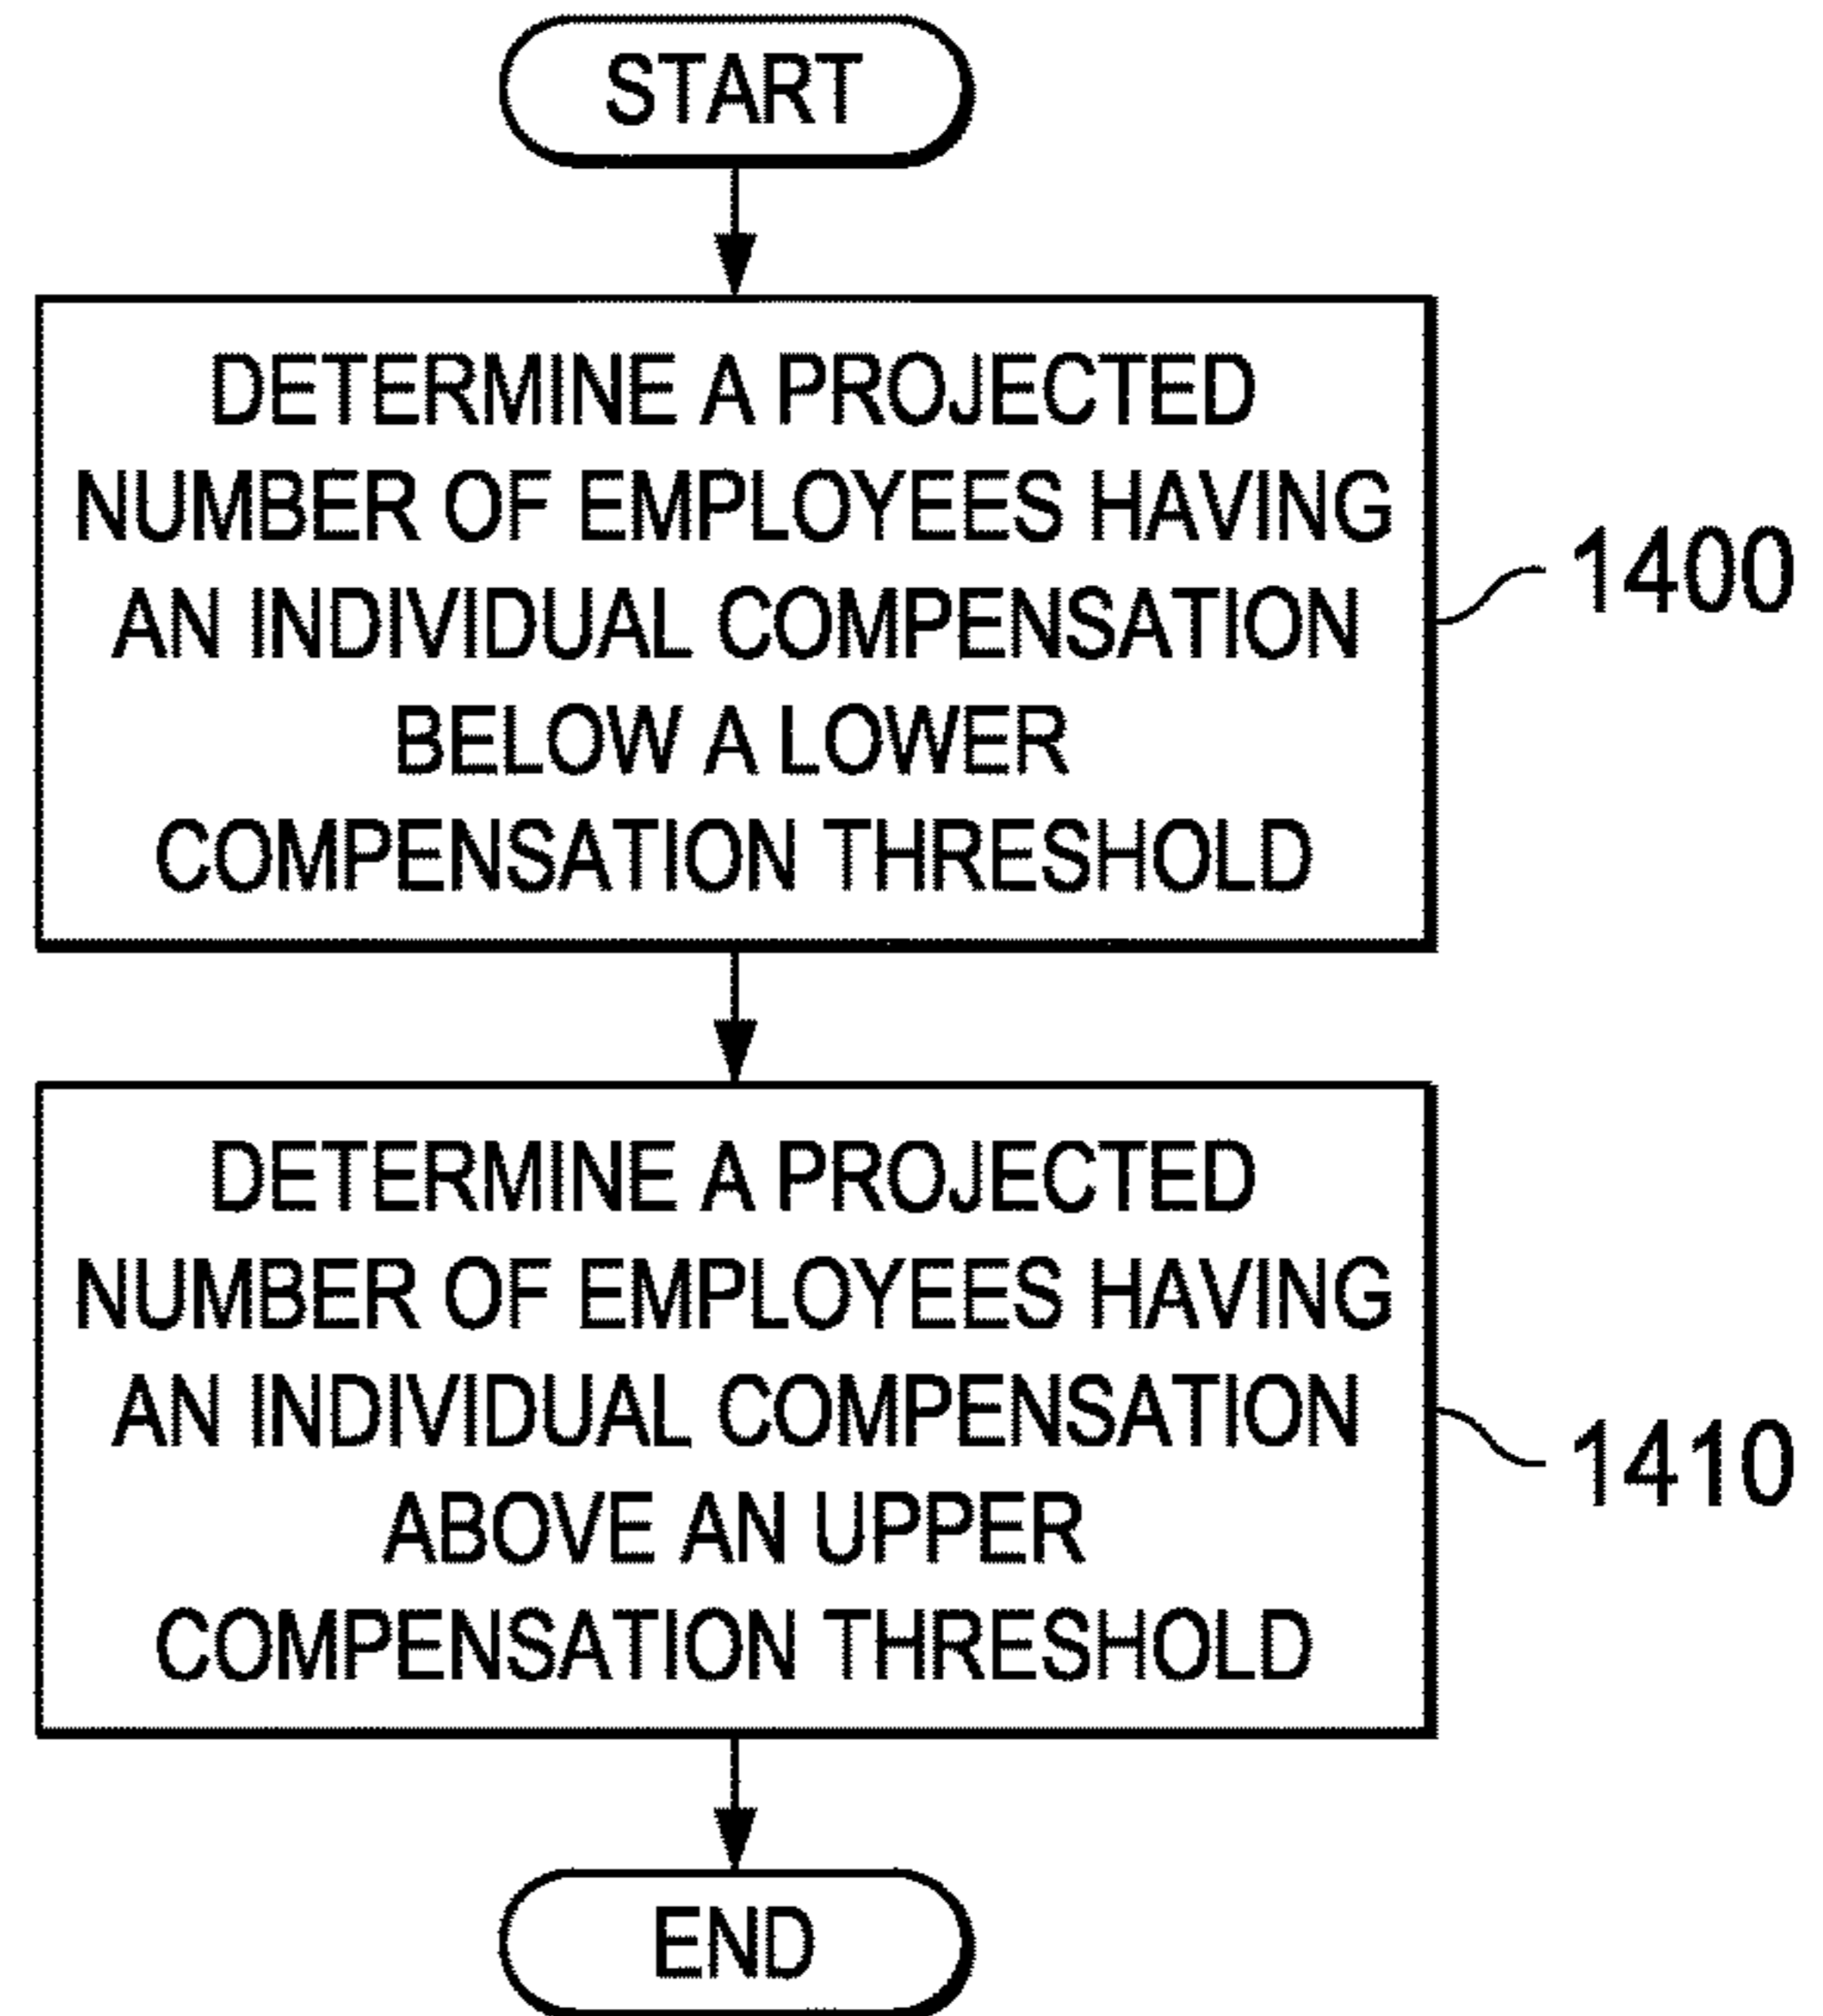 START
DETERMINE A PROJECTED
NUMBER OF EMPLOYEES HAVING
AN INDIVIDUAL COMPENSATION
BELOW A LOWER
COMPENSATION THRESHOLD
1400
DETERMINE A PROJECTED
NUMBER OF EMPLOYEES HAVING
AN INDIVIDUAL COMPENSATION
ABOVE AN UPPER
COMPENSATION THRESHOLD
1410
END